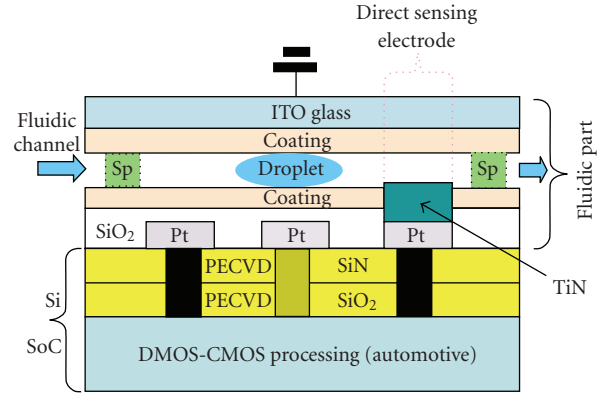 Direct sensing
electrode
ITO glass
Fluidic
channel
Coating
Sp
Droplet
Sp
Coating
Fluidic part
SiO2
Pt
Pt
Pt
PECVD
SiN
TiN
Si
PECVD
SiO2
SoC
DMOS-CMOS processing (automotive)